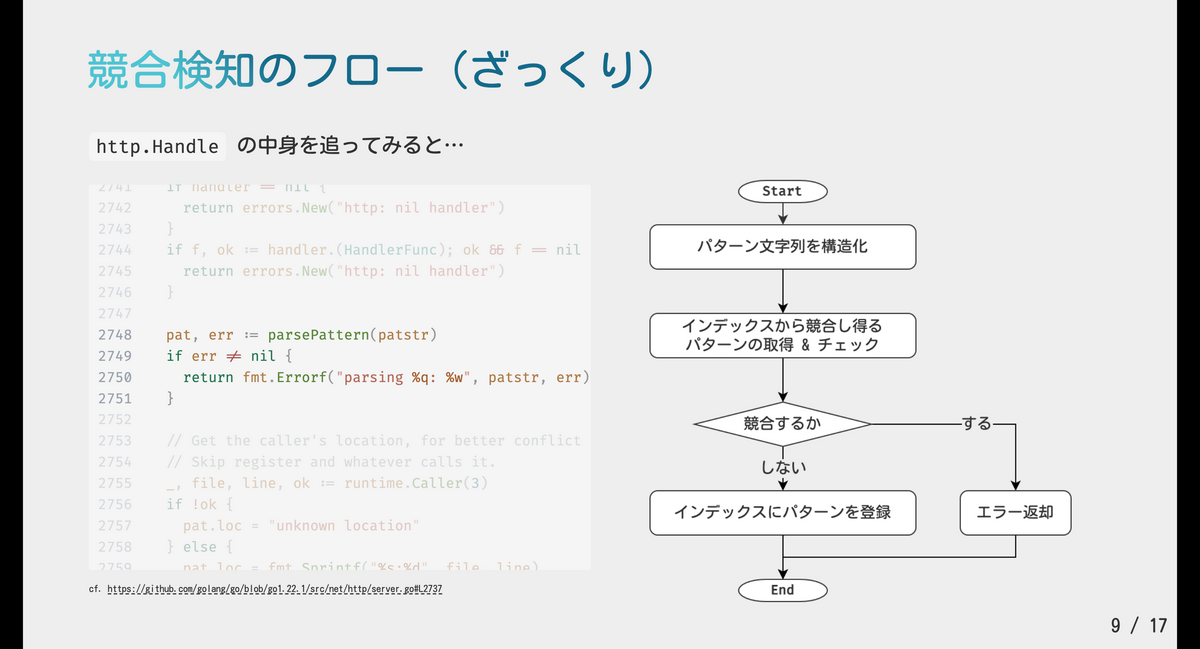 競合検知のフロー（ざっくり）
http.Handle の中身を追ってみると…
2741 if handler == nil {
2742 return errors.New("http: nil handler")
2743 }
2744 if f, ok := handler.(HandlerFunc); ok && f == nil
2745 return errors.New("http: nil handler")
2746 }
2747
2748 pat, err := parsePattern(patstr)
2749 if err ≠ nil {
2750 return fmt.Errorf("parsing %q: %w", patstr, err)
2751 }
2752
2753 // Get the caller's location, for better conflict
2754 // Skip register and whatever calls it.
2755 _, file, line, ok := runtime.Caller(3)
2756 if !ok {
2757 pat.loc = "unknown location"
2758 } else {
2759 pat.loc = fmt.Sprintf("%s:%d", file, line)
cf. https://github.com/golang/go/blob/go1.22.1/src/net/http/server.go#L2737
Start
パターン文字列を構造化
インデックスから競合し得る
パターンの取得 & チェック
競合するか
する
しない
インデックスにパターンを登録
エラー返却
End
9 / 17